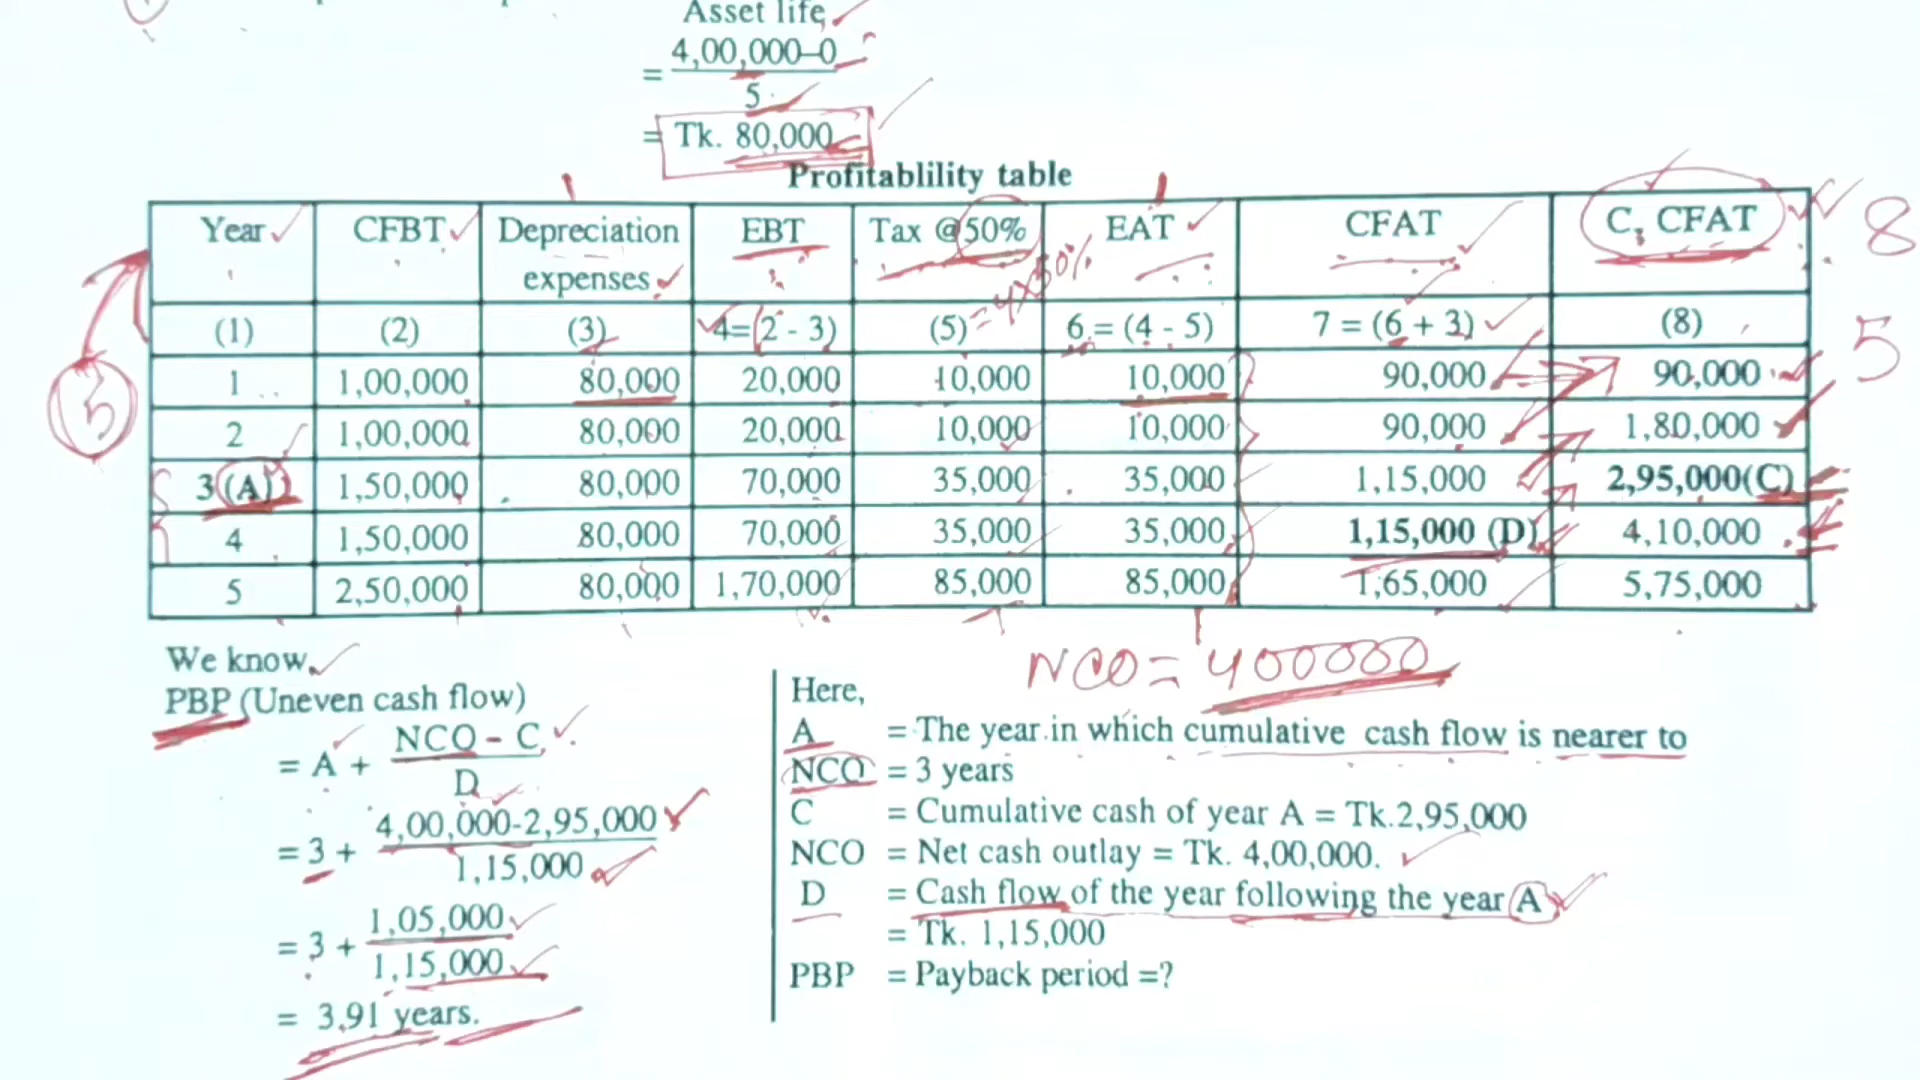 Asset life
= 4,00,000–0
5
= Tk. 80,000
Profitablility table
Year CFBT Depreciation expenses EBT Tax @50% EAT CFAT C, CFAT 8
(1) (2) (3) 4=(2 - 3) (5) 6 = (4 - 5) 7 = (6 + 3) (8) 5
1 1,00,000 80,000 20,000 10,000 10,000 90,000 90,000
2 1,00,000 80,000 20,000 10,000 10,000 90,000 1,80,000
3 (A) 1,50,000 80,000 70,000 35,000 35,000 1,15,000 2,95,000(C)
4 1,50,000 80,000 70,000 35,000 35,000 1,15,000 (D) 4,10,000
5 2,50,000 80,000 1,70,000 85,000 85,000 1,65,000 5,75,000
NCO = 400000
We know,
PBP (Uneven cash flow)
= A + NCO - C
D
= 3 + 4,00,000-2,95,000
1,15,000
= 3 + 1,05,000
1,15,000
= 3.91 years.
Here,
A = The year in which cumulative cash flow is nearer to
NCO = 3 years
C = Cumulative cash of year A = Tk.2,95,000
NCO = Net cash outlay = Tk. 4,00,000.
D = Cash flow of the year following the year A
= Tk. 1,15,000
PBP = Payback period =?